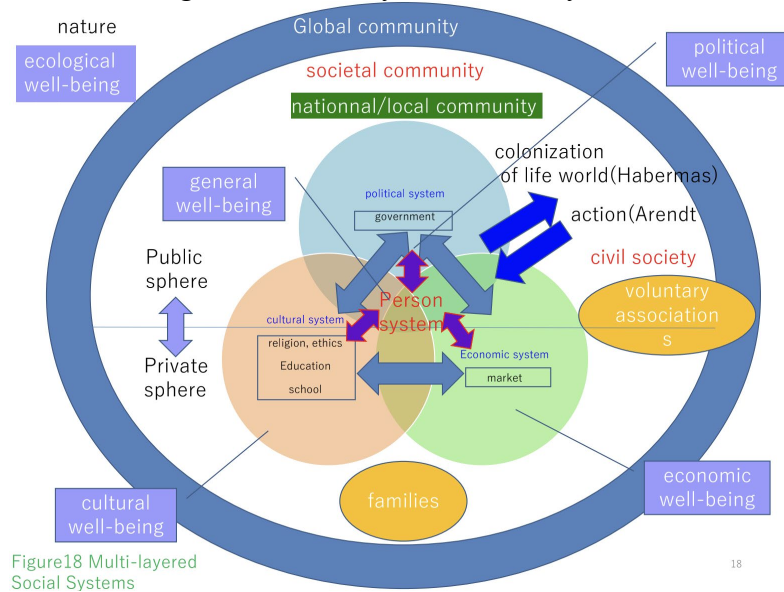 nature
Global community
ecological
well-being
political
well-being
societal community
nationnal/local community
colonization
of life world(Habermas)
general
well-being
political system
government
action(Arendt
Public
sphere
civil society
voluntary
association
s
Person
system
cultural system
religion, ethics
Education
school
Economic system
market
Private
sphere
families
cultural
well-being
economic
well-being
Figure18 Multi-layered
Social Systems
18